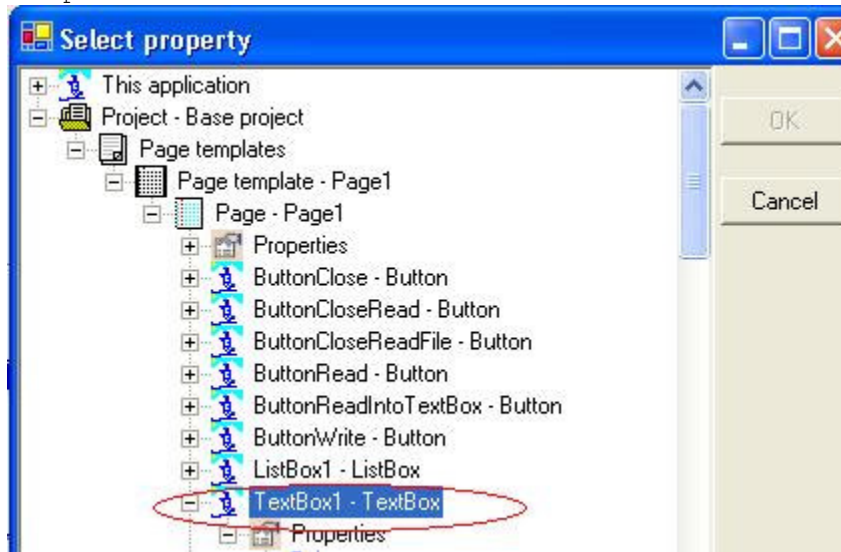 Select property
This application
OK
Project - Base project
Page templates
Page template - Page1
Cancel
Page - Page1
Properties
ButtonClose - Button
ButtonCloseRead - Button
ButtonCloseReadFile - Button
ButtonRead - Button
ButtonReadIntoTextBox - Button
ButtonWrite - Button
ListBox1 - ListBox
TextBox1 - TextBox
Properties